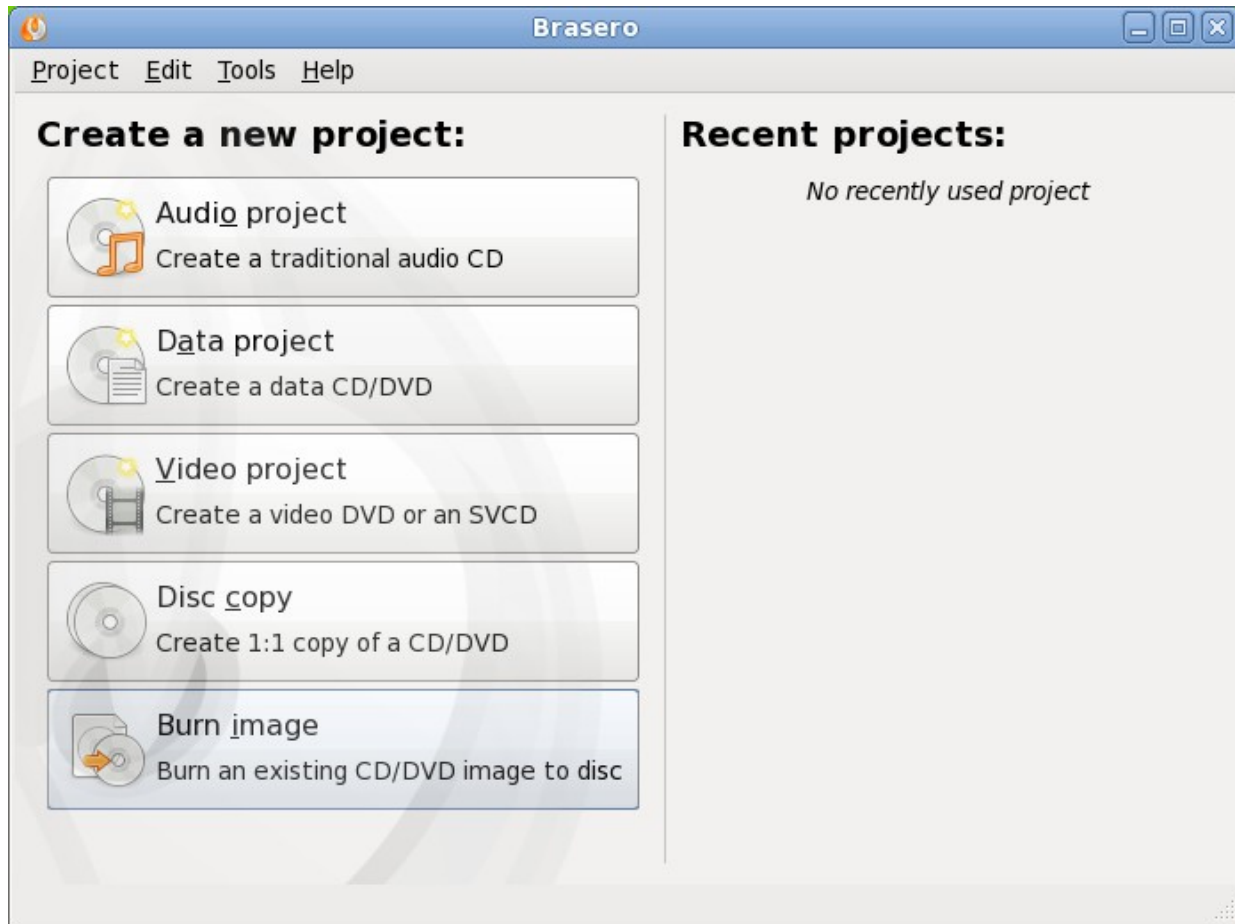 Brasero
Project Edit Tools Help
Create a new project:
Audio project
Create a traditional audio CD
Data project
Create a data CD/DVD
Video project
Create a video DVD or an SVCD
Disc copy
Create 1:1 copy of a CD/DVD
Burn image
Burn an existing CD/DVD image to disc
Recent projects:
No recently used project